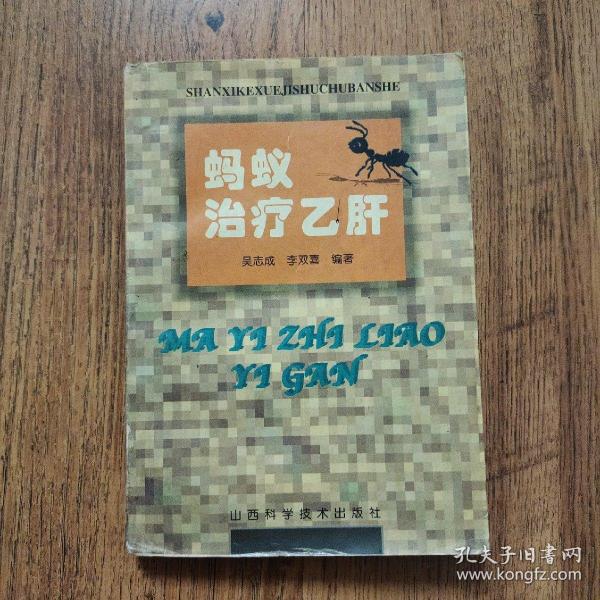 SHANXIKEXUEJISHUCHUBANSHE
蚂蚁
治疗乙肝
吴志成 李双喜 编著
MA YI ZHI LIAO
YI GAN
山西科学技术出版社
孔夫子旧書网
www.kongfz.com